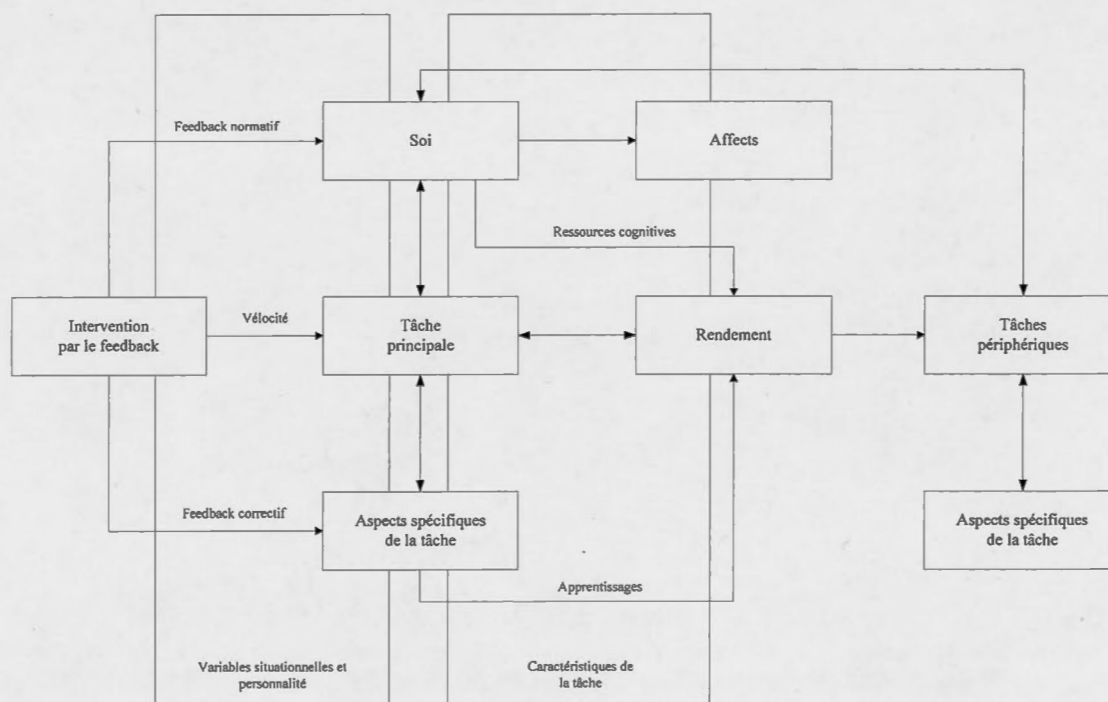 Feedback normatif
Soi
Affects
Ressources cognitives
Intervention
par le feedback
Vélocité
Tâche
principale
Rendement
Tâches
périphériques
Feedback correctif
Aspects spécifiques
de la tâche
Aspects spécifiques
de la tâche
Apprentissages
Variables situationnelles et
personnalité
Caractéristiques de
la tâche